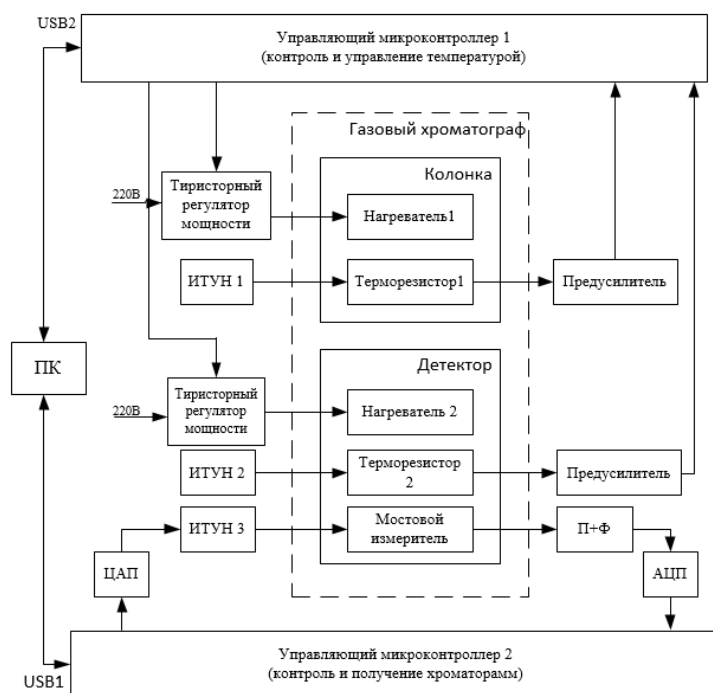 USB2
Управляющий микроконтроллер 1
(контроль и управление температурой)
Газовый хроматограф
Колонка
220В
Тиристорный
регулятор
мощности
Нагреватель1
ИТУН 1
Терморезистор1
Предусилитель
ПК
Детектор
220В
Тиристорный
регулятор
мощности
Нагреватель 2
ИТУН 2
Терморезистор
2
Предусилитель
ИТУН 3
Мостовой
измеритель
П+Ф
ЦАП
АЦП
Управляющий микроконтроллер 2
(контроль и получение хроматорамм)
USB1